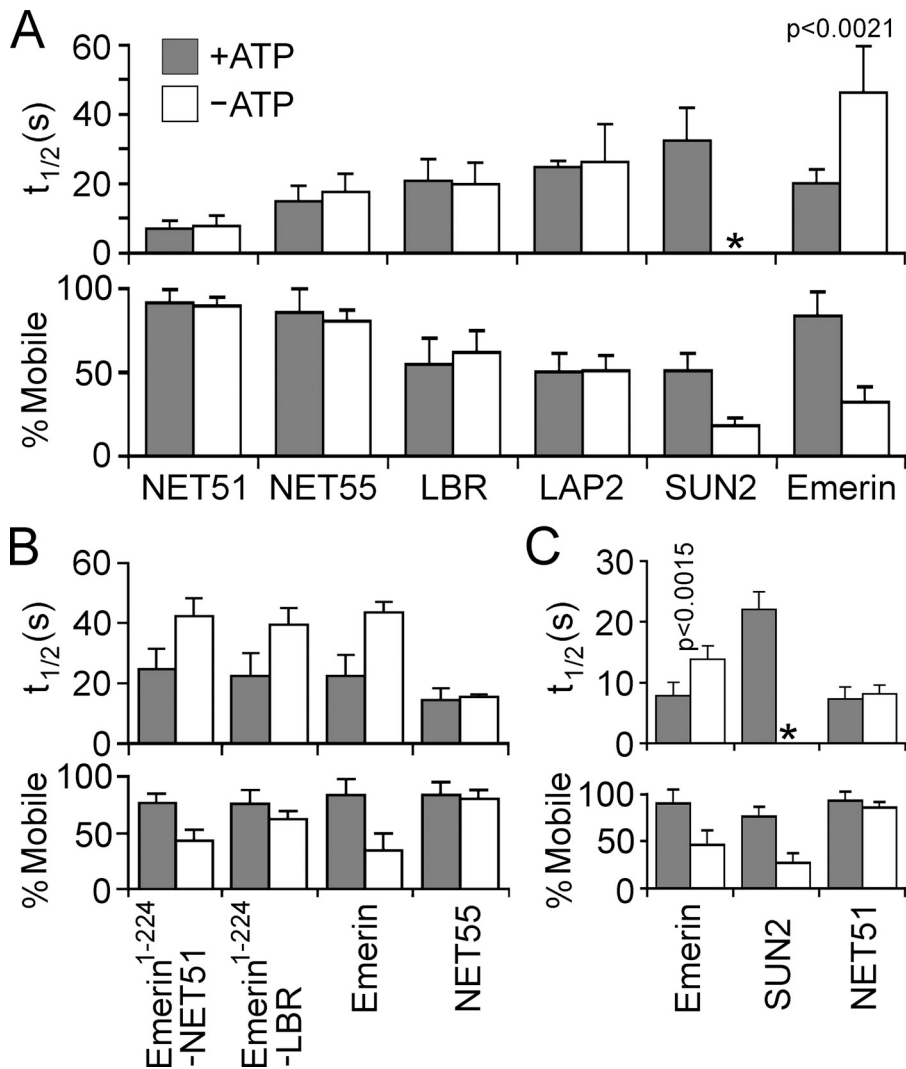 A
+ATP
−ATP
p<0.0021
t1/2(s)
60
40
20
0
*
%Mobile
100
50
0
NET51 NET55 LBR LAP2 SUN2 Emerin
B
t1/2(s)
60
40
20
0
%Mobile
100
50
0
Emerin1-224
-NET51
Emerin1-224
-LBR
Emerin
NET55
C
t1/2(s)
30
20
10
0
p<0.0015
*
%Mobile
100
50
0
Emerin
SUN2
NET51